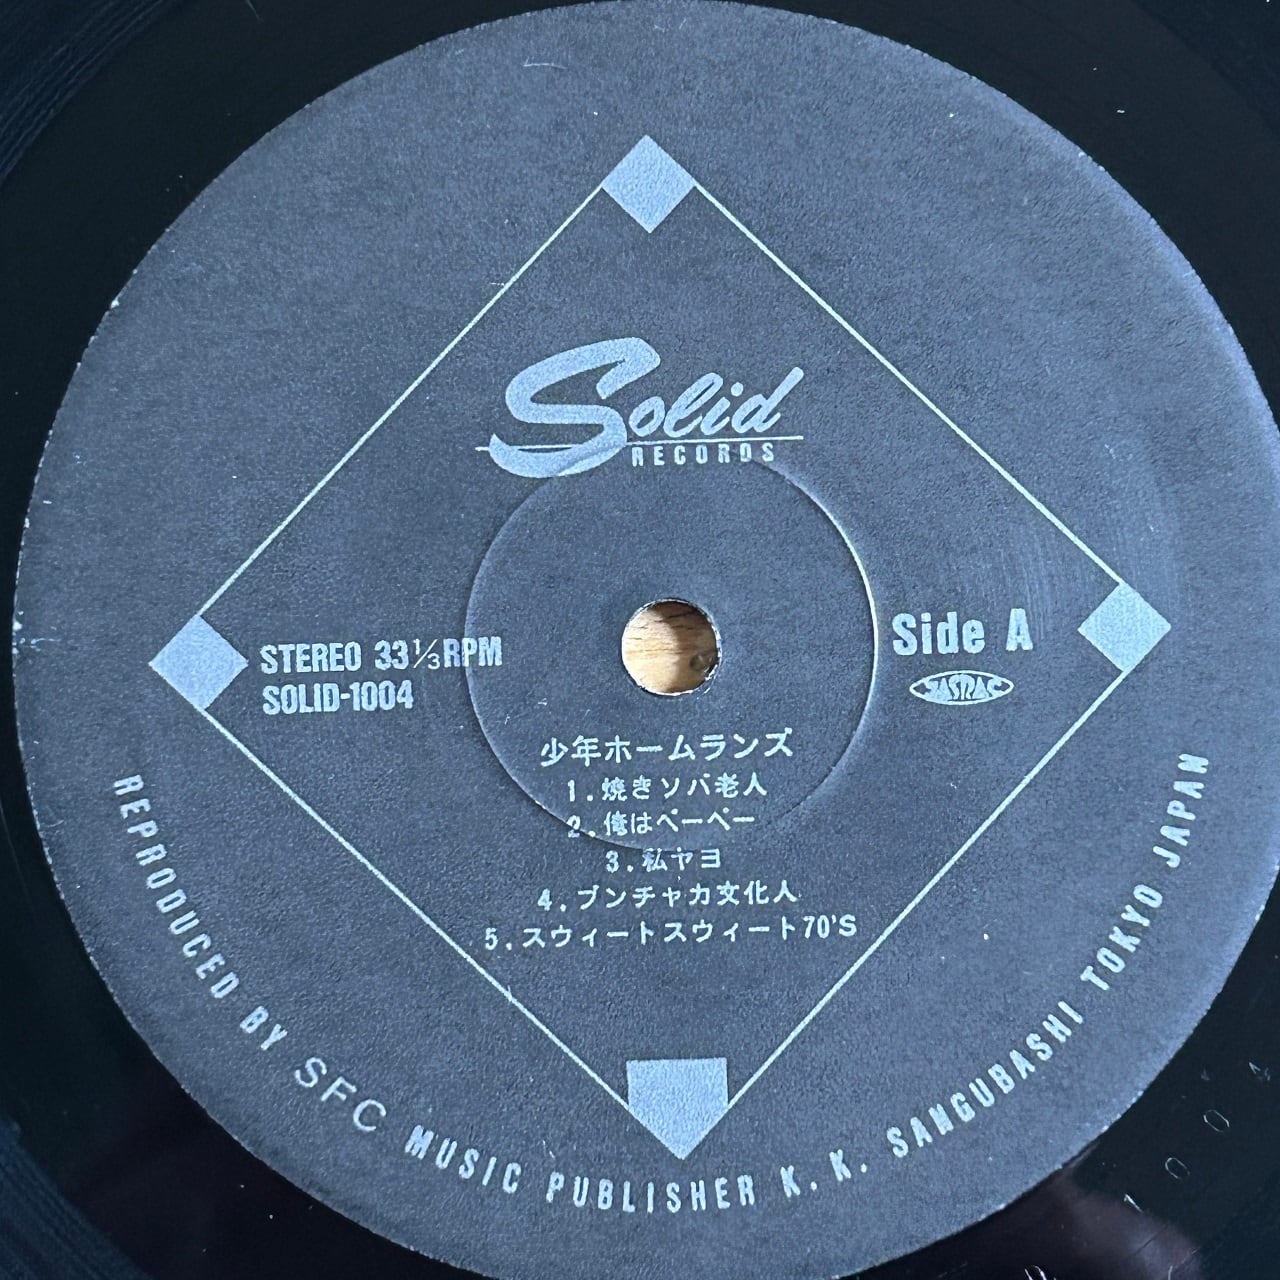 Solid
RECORDS
STEREO 33⅓RPM
SOLID-1004
Side A
JASRAC
少年ホームランズ
1.焼きソバ老人
2.俺はペーペー
3.私ヤヨ
4.ブンチャカ文化人
5.スウィートスウィート70'S
REPRODUCED BY SFC MUSIC PUBLISHER K.K. SANGUBASHI TOKYO JAPAN